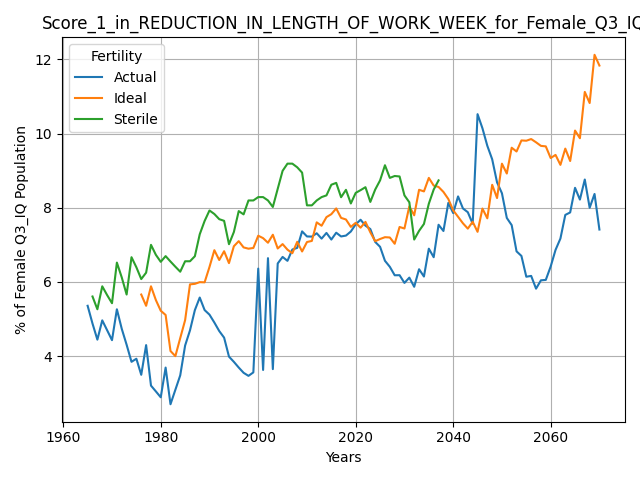 Score_1_in_REDUCTION_IN_LENGTH_OF_WORK_WEEK_for_Female_Q3_IQ
Fertility
Actual
Ideal
Sterile
% of Female Q3_IQ Population
12
10
8
6
4
1960 1980 2000 2020 2040 2060
Years